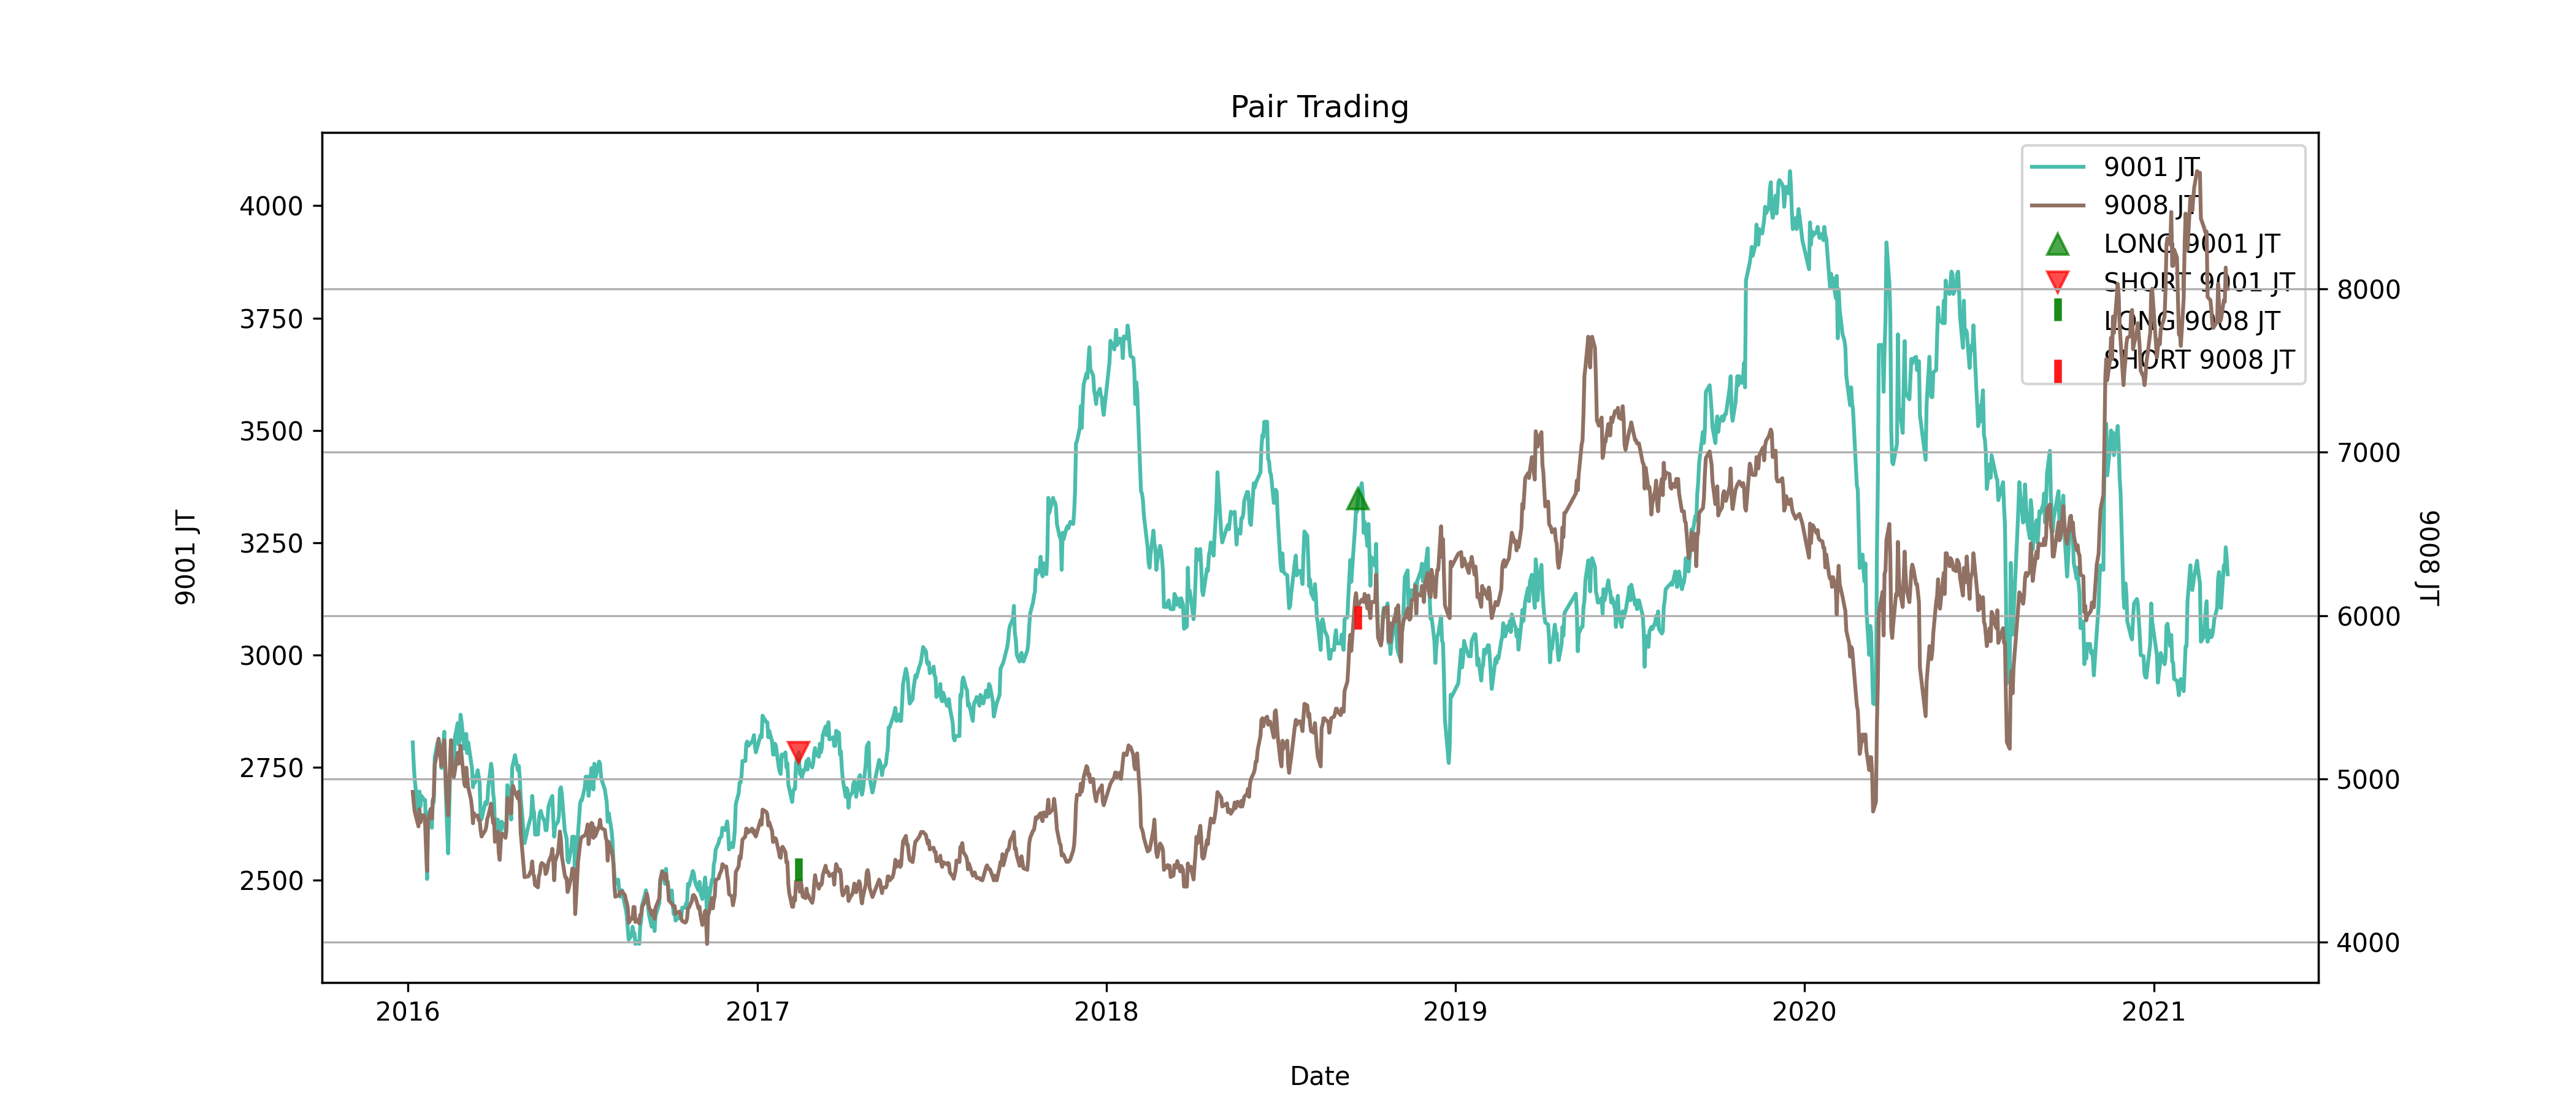 Pair Trading
9001 JT
4000
3750
3500
3250
3000
2750
2500
9001 JT
9008 JT
LONG 9001 JT
SHORT 9001 JT
LONG 9008 JT
SHORT 9008 JT
8000
7000
6000
5000
4000
9008 JT
2016 2017 2018 2019 2020 2021
Date